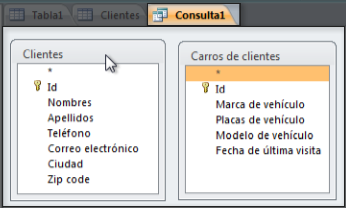 Tabla1 Clientes Consulta1
Clientes
*
Id
Nombres
Apellidos
Teléfono
Correo electrónico
Ciudad
Zip code
Carros de clientes
*
Id
Marca de vehículo
Placas de vehículo
Modelo de vehículo
Fecha de última visita